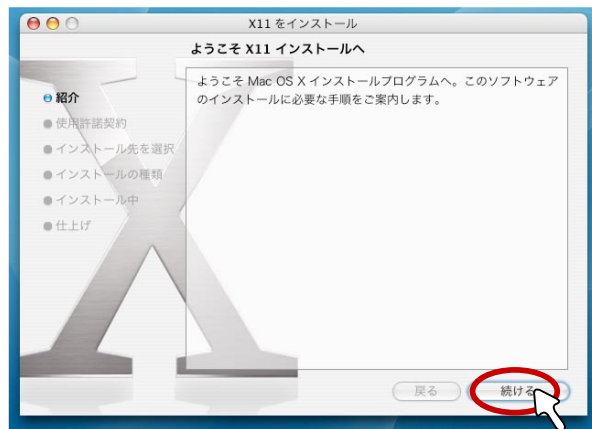 X11 をインストール
ようこそ X11 インストールへ
ようこそ Mac OS X インストールプログラムへ。このソフトウェア
のインストールに必要な手順をご案内します。
紹介
使用許諾契約
インストール先を選択
インストールの種類
インストール中
仕上げ
戻る
続ける